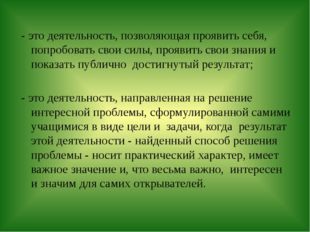 - это деятельность, позволяющая проявить себя,
попробовать свои силы, проявить свои знания и
показать публично достигнутый результат;
- это деятельность, направленная на решение
интересной проблемы, сформулированной самими
учащимися в виде цели и задачи, когда результат
этой деятельности - найденный способ решения
проблемы - носит практический характер, имеет
важное значение и, что весьма важно, интересен
и значим для самих открывателей.